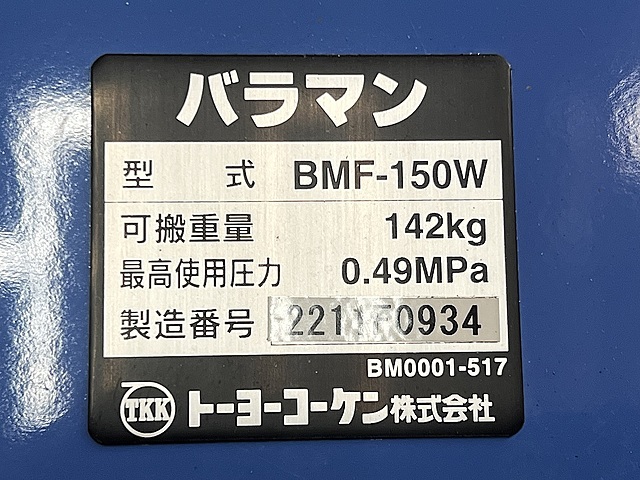 バラマン
型式 BMF-150W
可搬重量 142kg
最高使用圧力 0.49MPa
製造番号
BM0001-517
TKK トーヨーコーケン株式会社